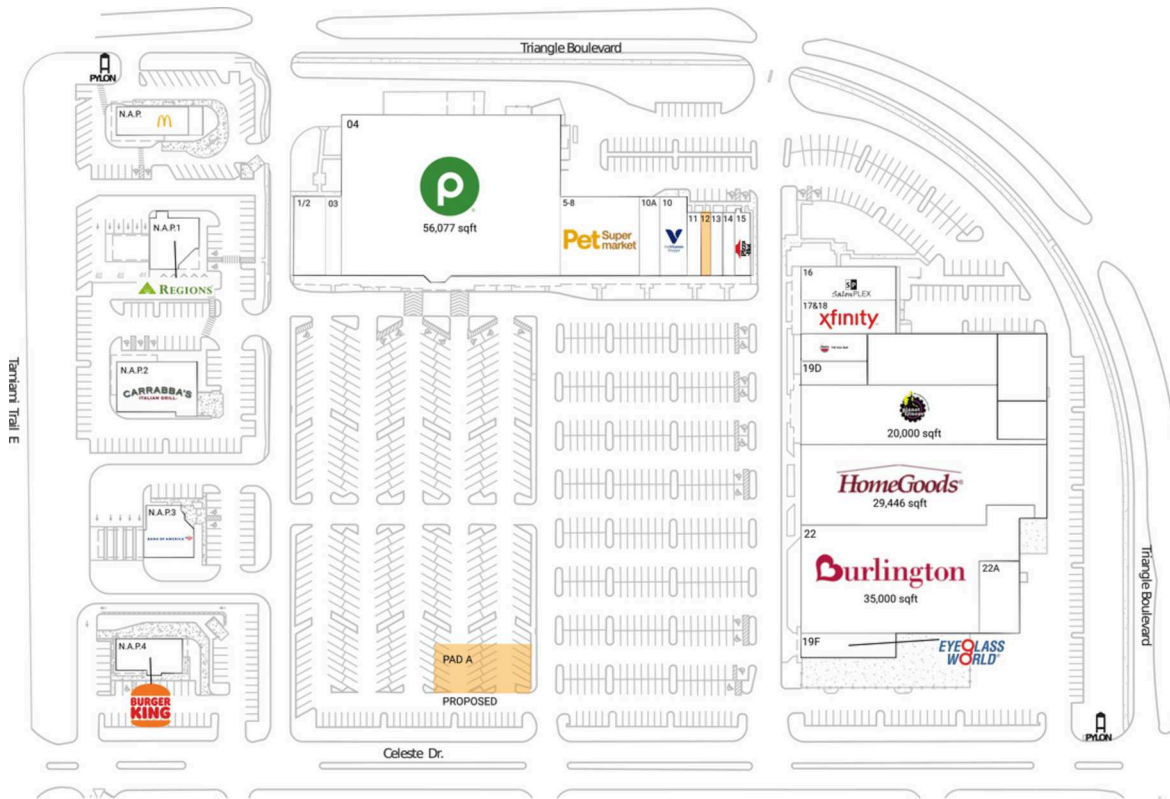 Triangle Boulevard
PYLON
N.A.P.
04
56,077 sqft
1/2
03
5-8
Pet Super
market
10A
10
11
12
13
14
15
N.A.P.1
REGIONS
16
SP
SalonPLEX
17&18
xfinity
19D
N.A.P.2
CARRABBA'S
ITALIAN GRILL
Tamiami Trail E
20,000 sqft
HomeGoods
29,446 sqft
N.A.P.3
BANK OF AMERICA
22
Burlington
35,000 sqft
22A
Triangle Boulevard
N.A.P.4
BURGER
KING
PAD A
PROPOSED
19F
EYEGLASS
WORLD
PYLON
Celeste Dr.